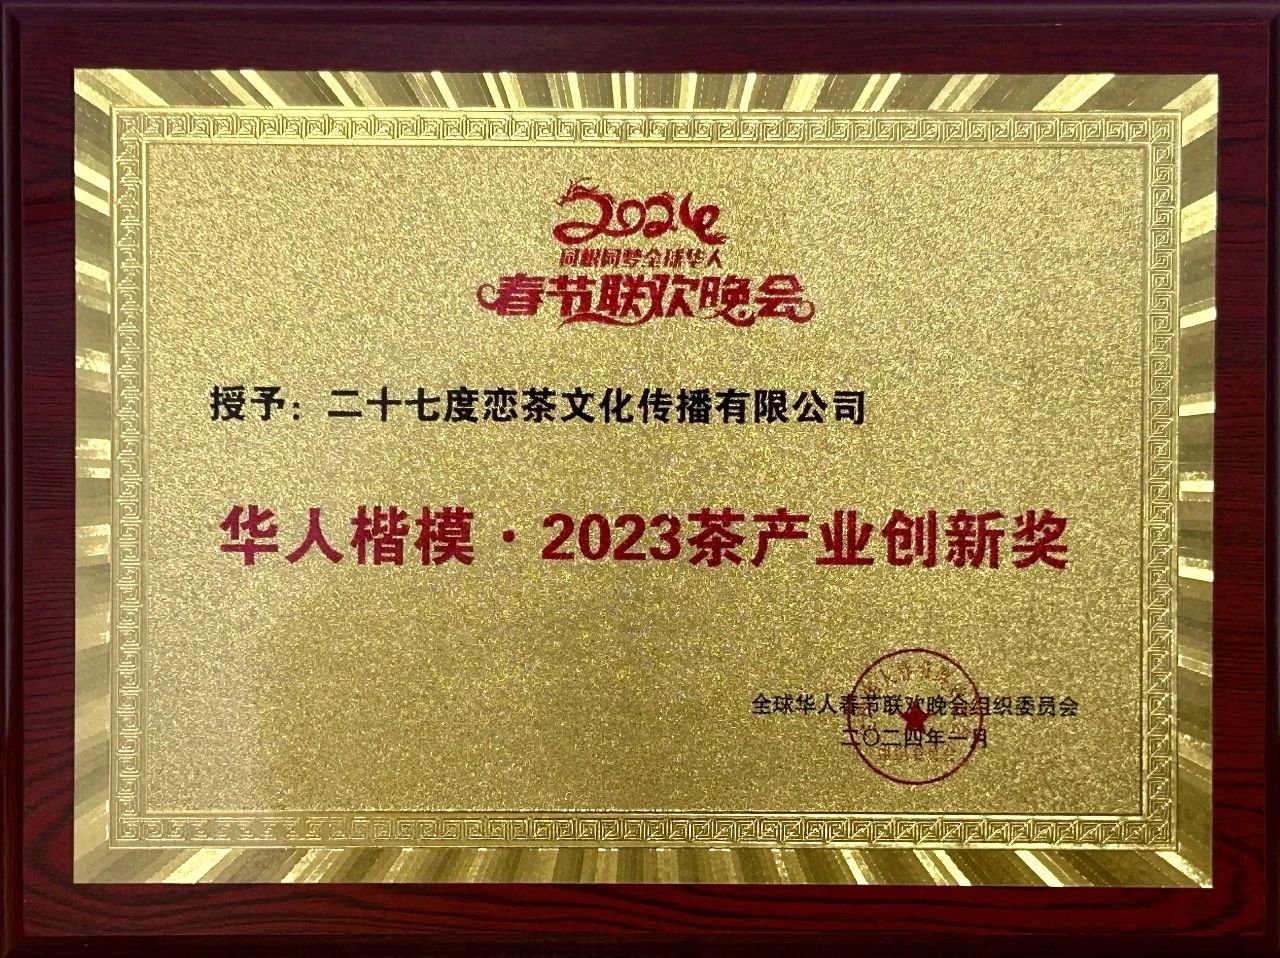 2024
同根同梦全球华人
春节联欢晚会
授予：二十七度恋茶文化传播有限公司
华人楷模·2023茶产业创新奖
全球华人春节联欢晚会组织委员会
二〇二四年一月